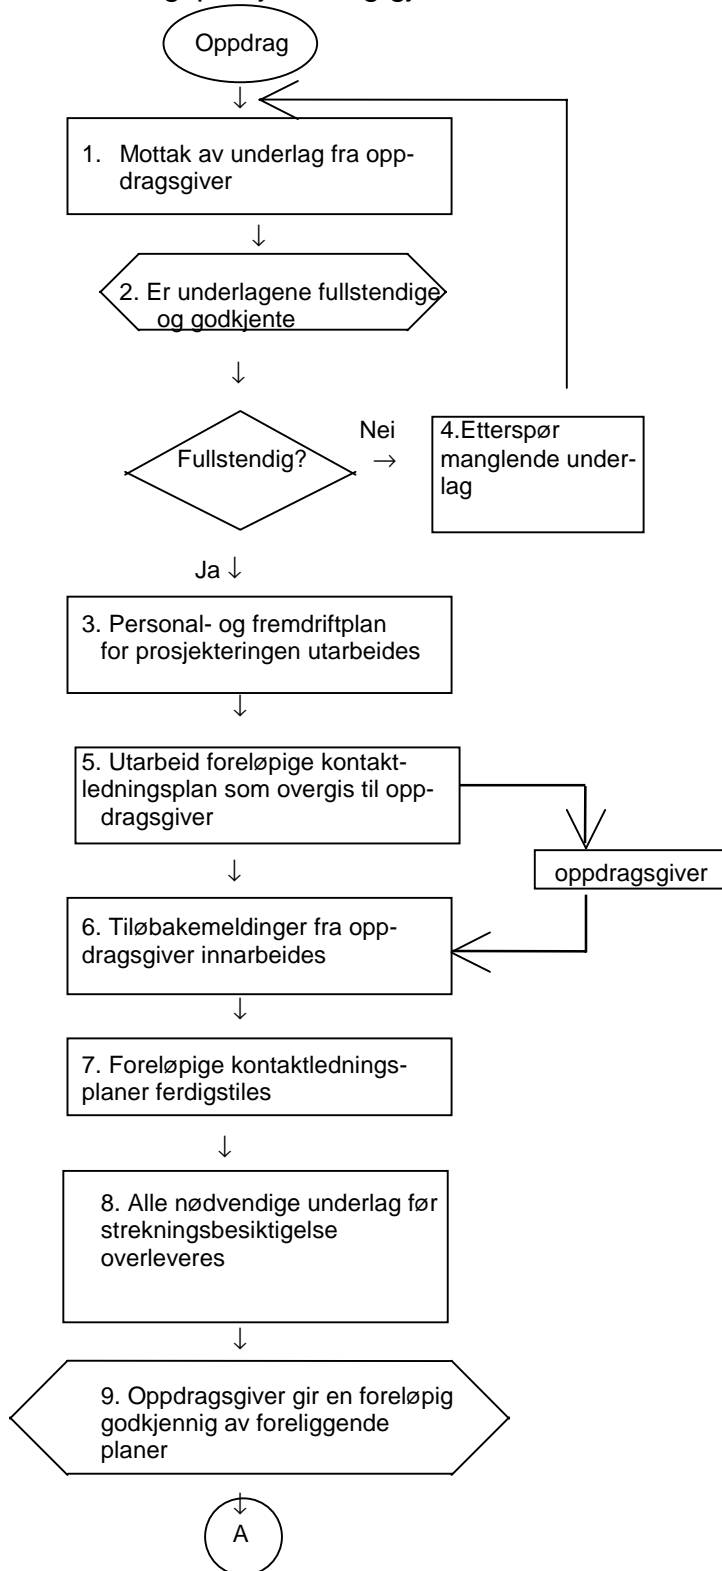 Oppdrag
1. Mottak av underlag fra opp-
dragsgiver
2. Er underlagene fullstendige
og godkjente
Fullstendig?
Nei
4.Etterspør
manglende under-
lag
Ja
3. Personal- og fremdriftplan
for prosjekteringen utarbeides
5. Utarbeid foreløpige kontakt-
ledningsplan som overgis til opp-
dragsgiver
oppdragsgiver
6. Tiløbakemeldinger fra opp-
dragsgiver innarbeides
7. Foreløpige kontaktlednings-
planer ferdigstiles
8. Alle nødvendige underlag før
strekningsbesiktigelse
overleveres
9. Oppdragsgiver gir en foreløpig
godkjennig av foreliggende
planer
A